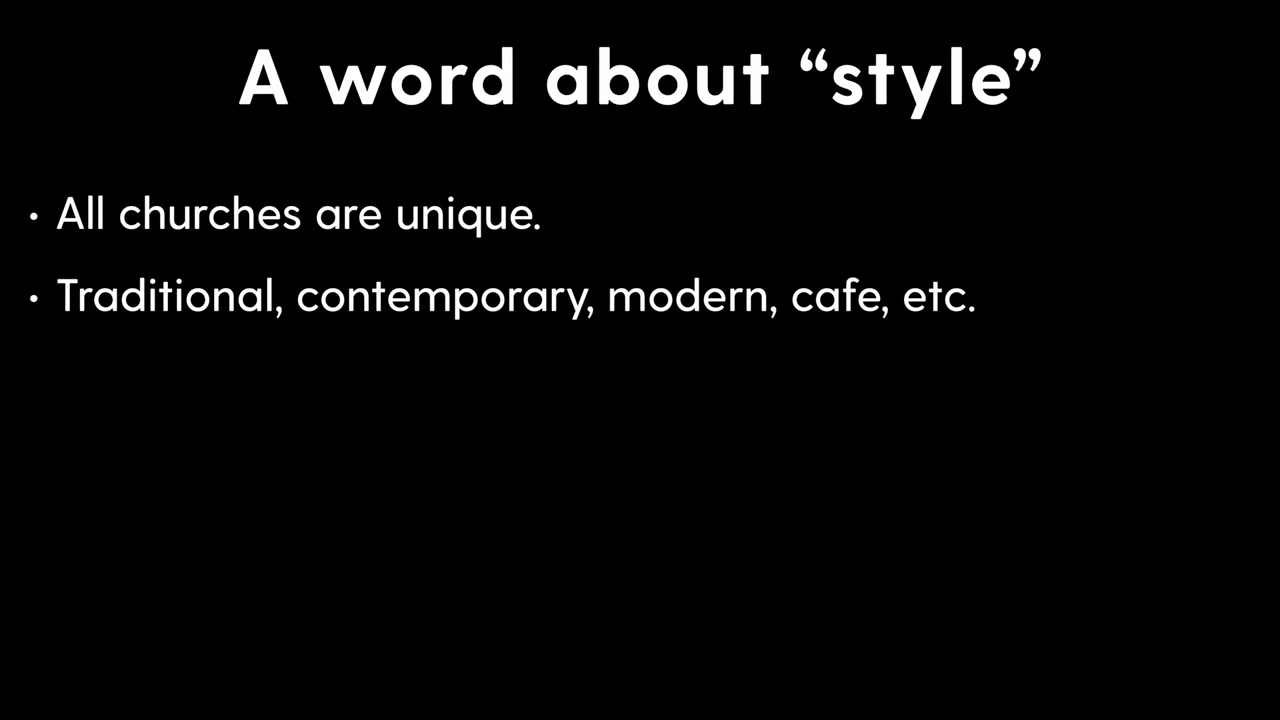 A word about “style”
• All churches are unique.
• Traditional, contemporary, modern, cafe, etc.